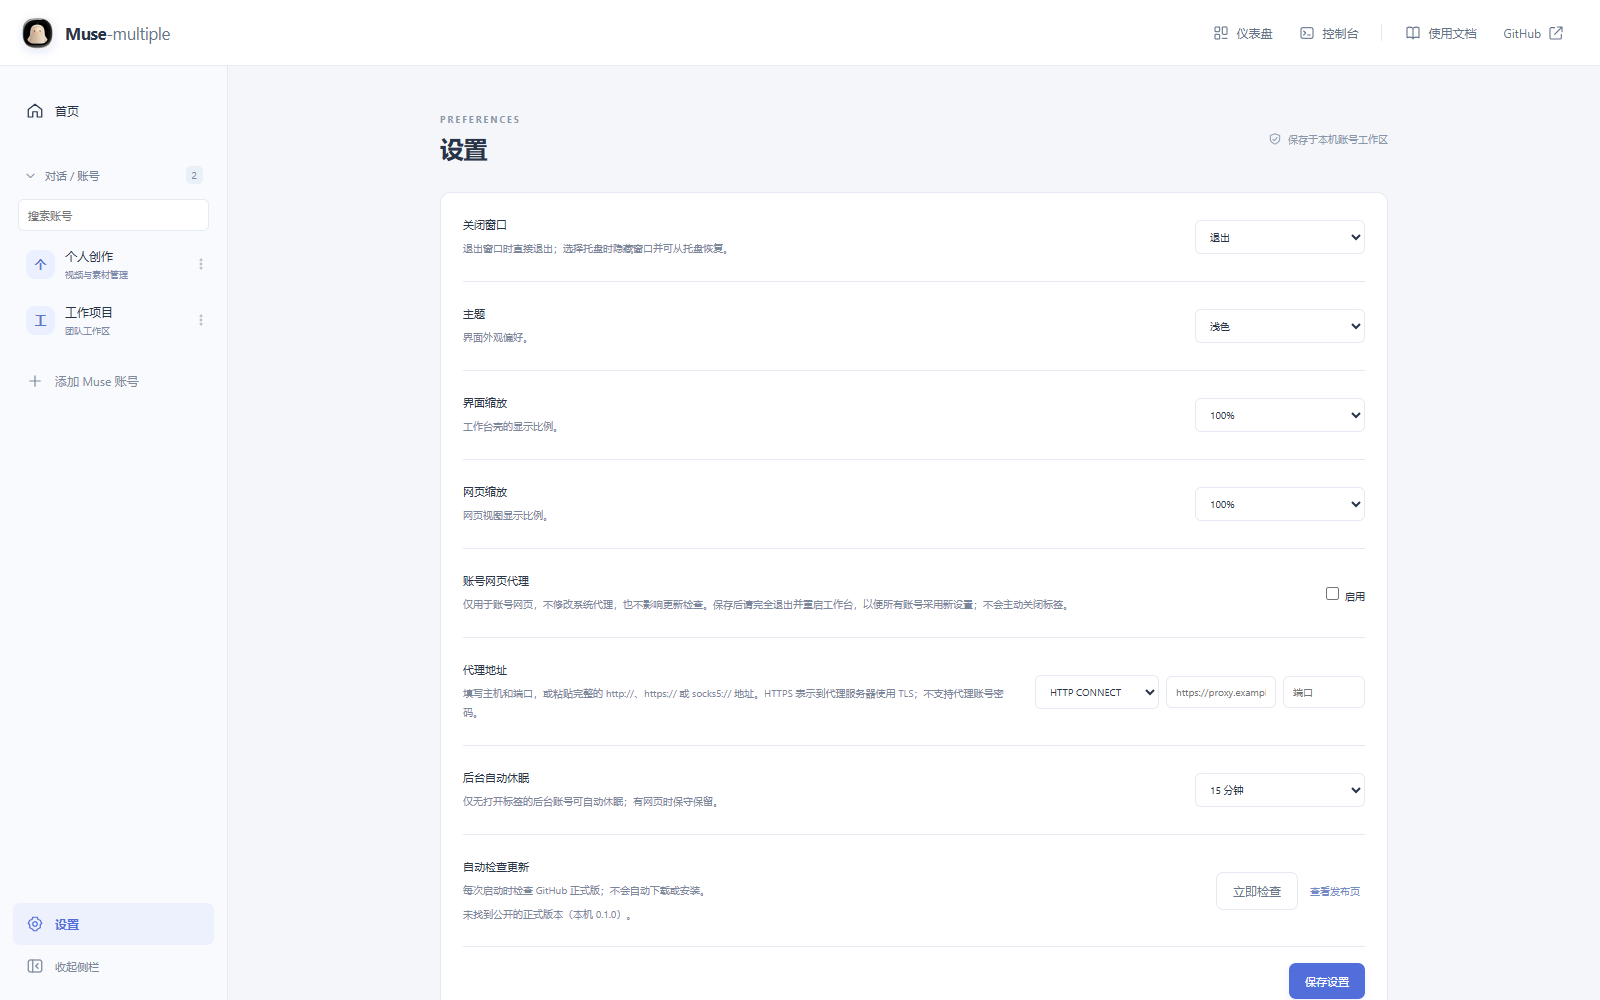 Muse-multiple
仪表盘
控制台
使用文档
GitHub
首页
对话 / 账号
2
搜索账号
个
个人创作
视频与素材管理
工
工作项目
团队工作区
添加 Muse 账号
设置
收起侧栏
PREFERENCES
设置
保存于本机账号工作区
关闭窗口
退出窗口时直接退出；选择托盘时隐藏窗口并可从托盘恢复。
退出
主题
界面外观偏好。
浅色
界面缩放
工作台壳的显示比例。
100%
网页缩放
网页视图显示比例。
100%
账号网页代理
仅用于账号网页，不修改系统代理，也不影响更新检查。保存后请完全退出并重启工作台，以使所有账号采用新设置；不会主动关闭标签。
启用
代理地址
填写主机和端口，或粘贴完整的 http://、https:// 或 socks5:// 地址。HTTPS 表示到代理服务器使用 TLS；不支持代理账号密
码。
HTTP CONNECT
https://proxy.exampl
端口
后台自动休眠
仅无打开标签的后台账号可自动休眠；有网页时保守保留。
15 分钟
自动检查更新
每次启动时检查 GitHub 正式版；不会自动下载或安装。
未找到公开的正式版本（本机 0.1.0）。
立即检查
查看发布页
保存设置